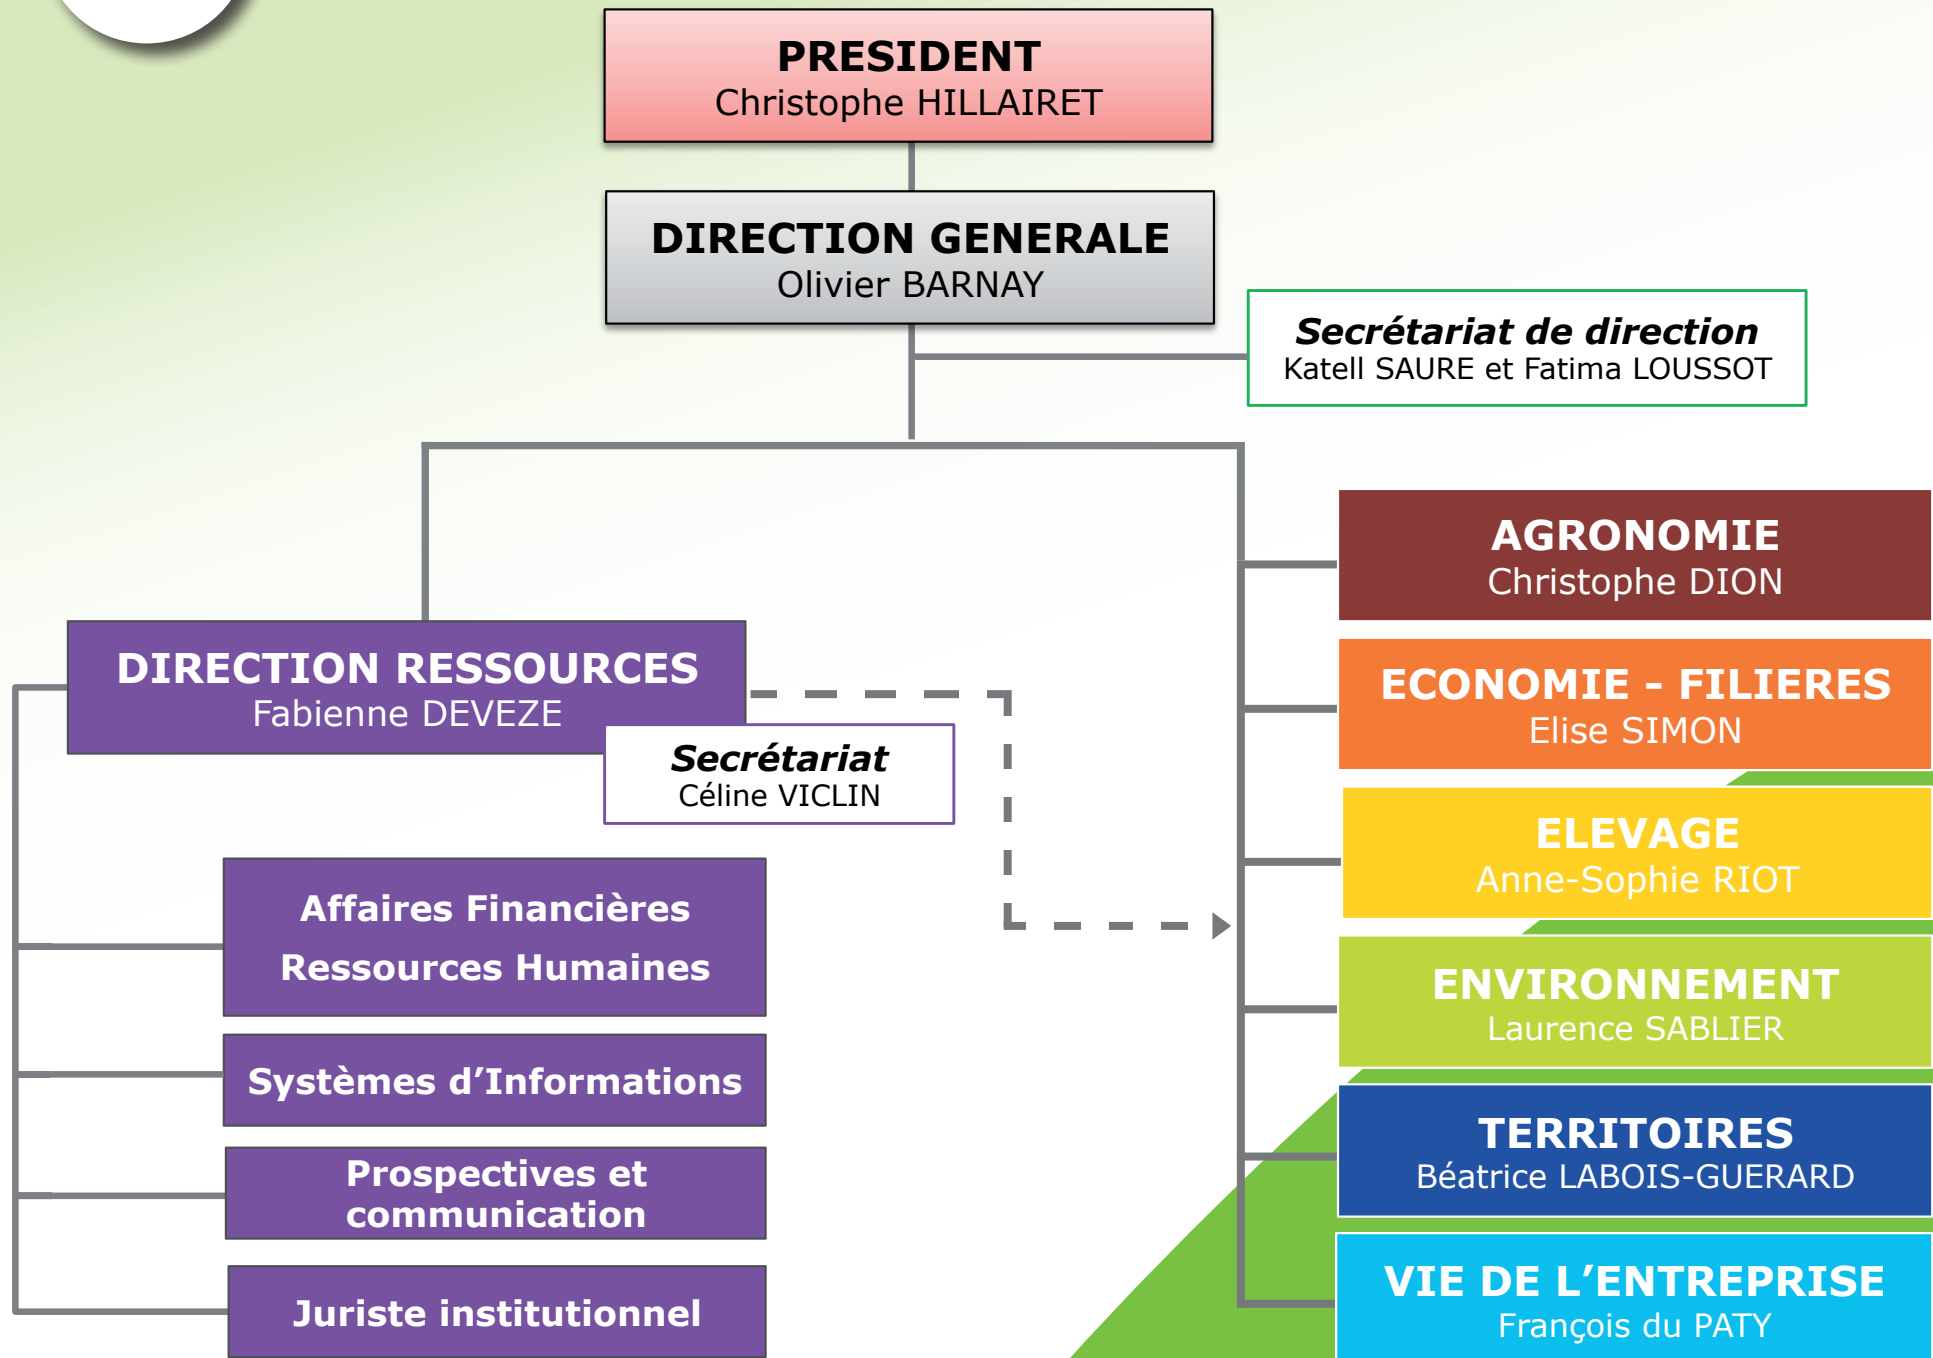 PRESIDENT
Christophe HILLAIRET
DIRECTION GENERALE
Olivier BARNAY
Secrétariat de direction
Katell SAURE et Fatima LOUSSOT
DIRECTION RESSOURCES
Fabienne DEVEZE
Secrétariat
Céline VICLIN
Affaires Financières
Ressources Humaines
Systèmes d’Informations
Prospectives et
communication
Juriste institutionnel
AGRONOMIE
Christophe DION
ECONOMIE – FILIERES
Elise SIMON
ELEVAGE
Anne-Sophie RIOT
ENVIRONNEMENT
Laurence SABLIER
TERRITOIRES
Béatrice LABOIS-GUERARD
VIE DE L’ENTREPRISE
François du PATY